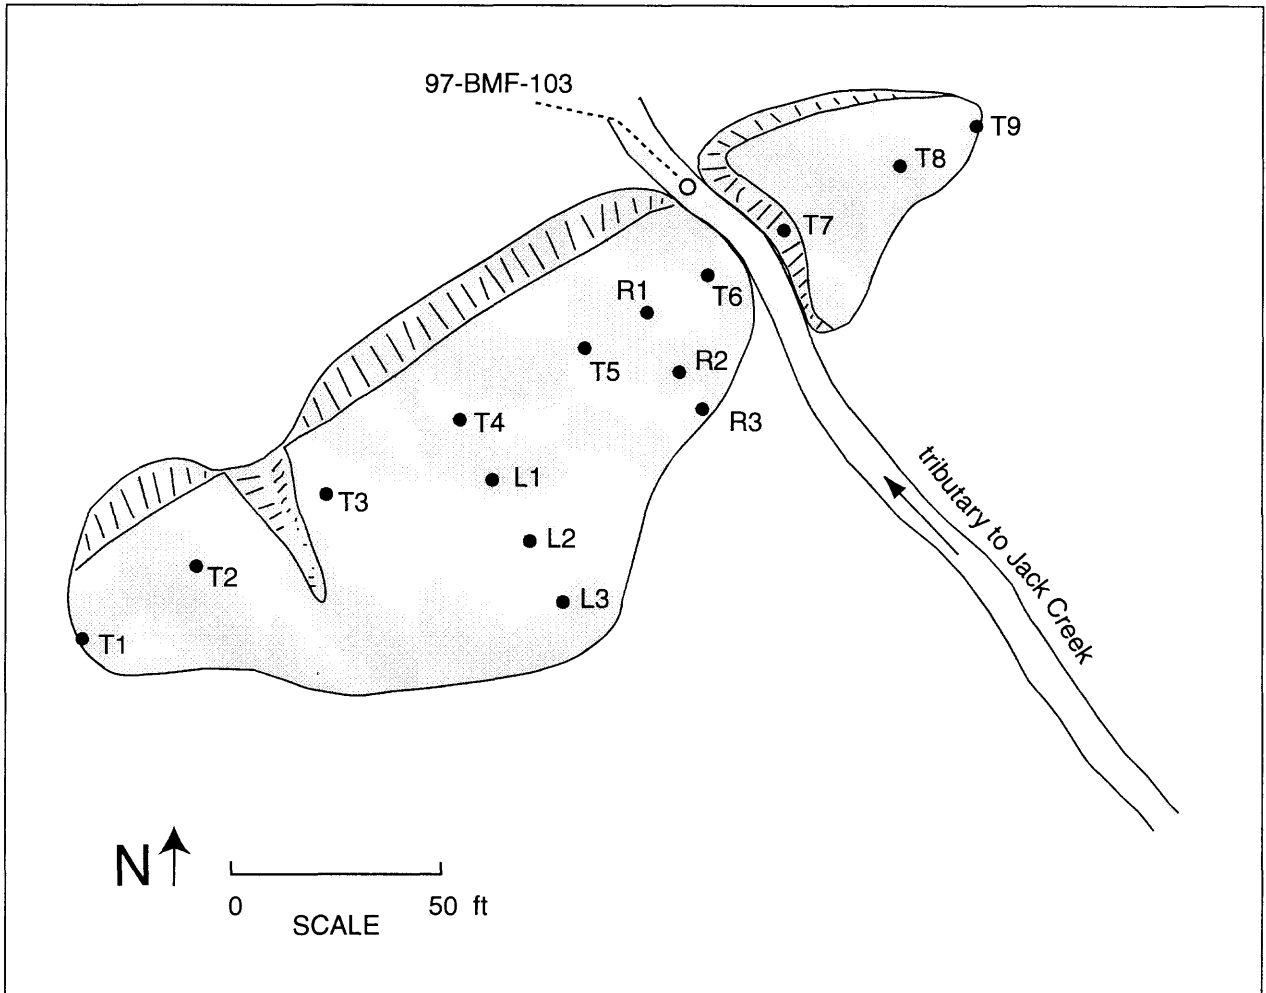 97-BMF-103
T9
T8
T7
T6
R1
T5
R2
R3
T4
L1
T3
L2
T2
L3
T1
tributary to Jack Creek
N
0 50 ft
SCALE